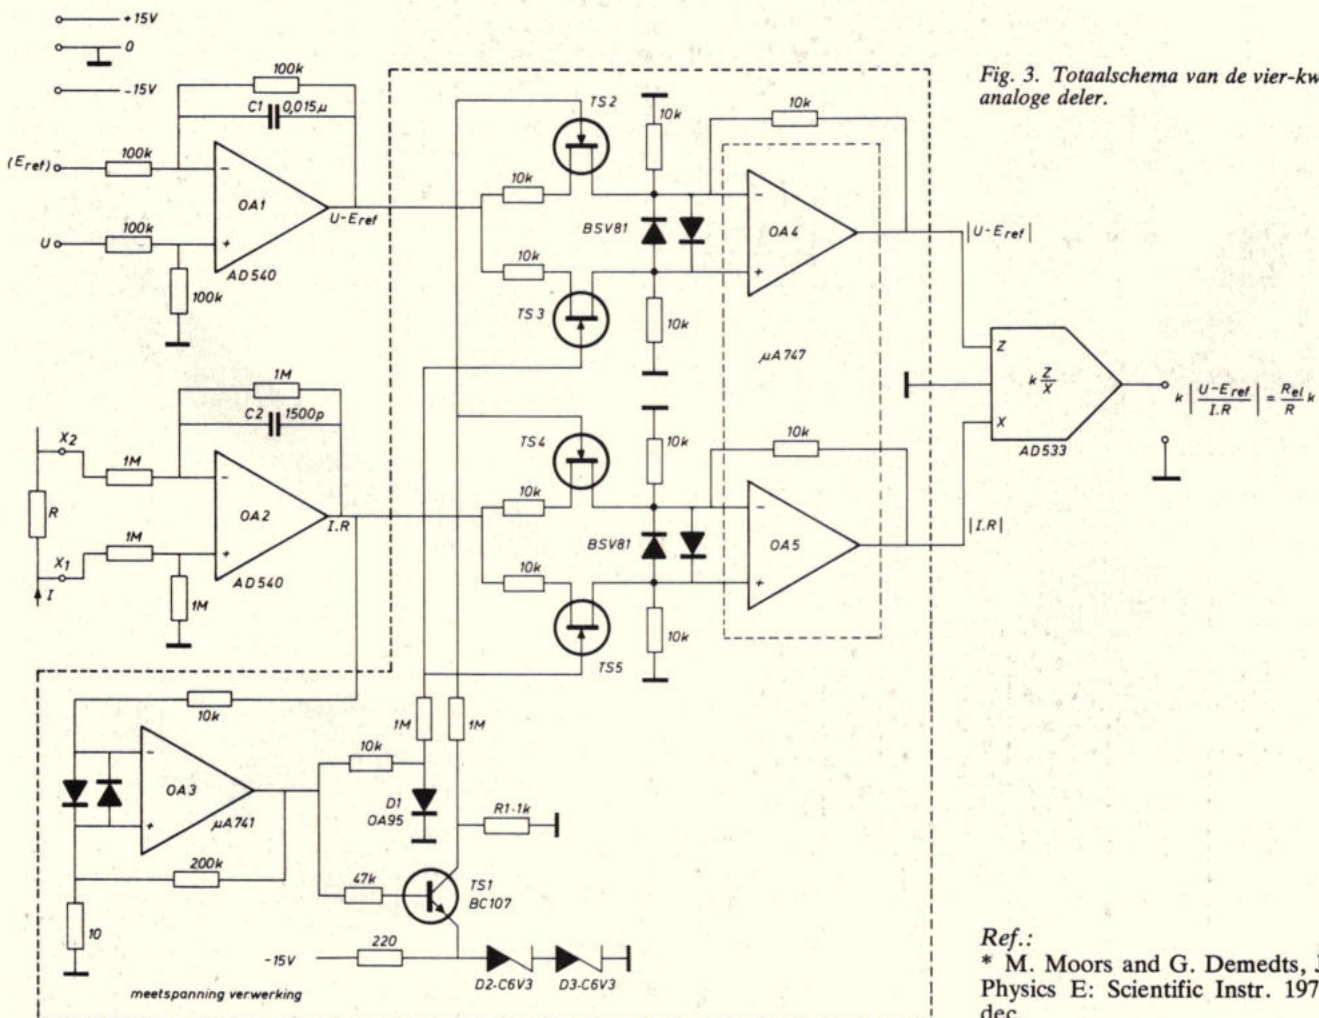 +15V
0
-15V
Fig. 3. Totaalschema van de vier-kw
analoge deler.
100k
C1 0,015μ
(Eref)
100k
-
OA1
U
100k
+
AD540
100k
U-Eref
TS2
10k
10k
10k
BSV81
-
OA4
+
|U-Eref|
10k
TS3
10k
μA747
1M
C2 1500p
X2
1M
-
R
OA2
X1
1M
+
AD540
I
1M
I.R
TS4
10k
10k
10k
BSV81
-
OA5
+
|I.R|
10k
TS5
10k
Z
k Z/X
X
AD533
k |U-Eref / I.R| = Rel/R k
10k
-
OA3
+
μA741
200k
10
10k
1M
1M
D1
OA95
R1-1k
47k
TS1
BC107
-15V
220
D2-C6V3
D3-C6V3
meetspanning verwerking
Ref.:
* M. Moors and G. Demedts, J
Physics E: Scientific Instr. 197
dec.